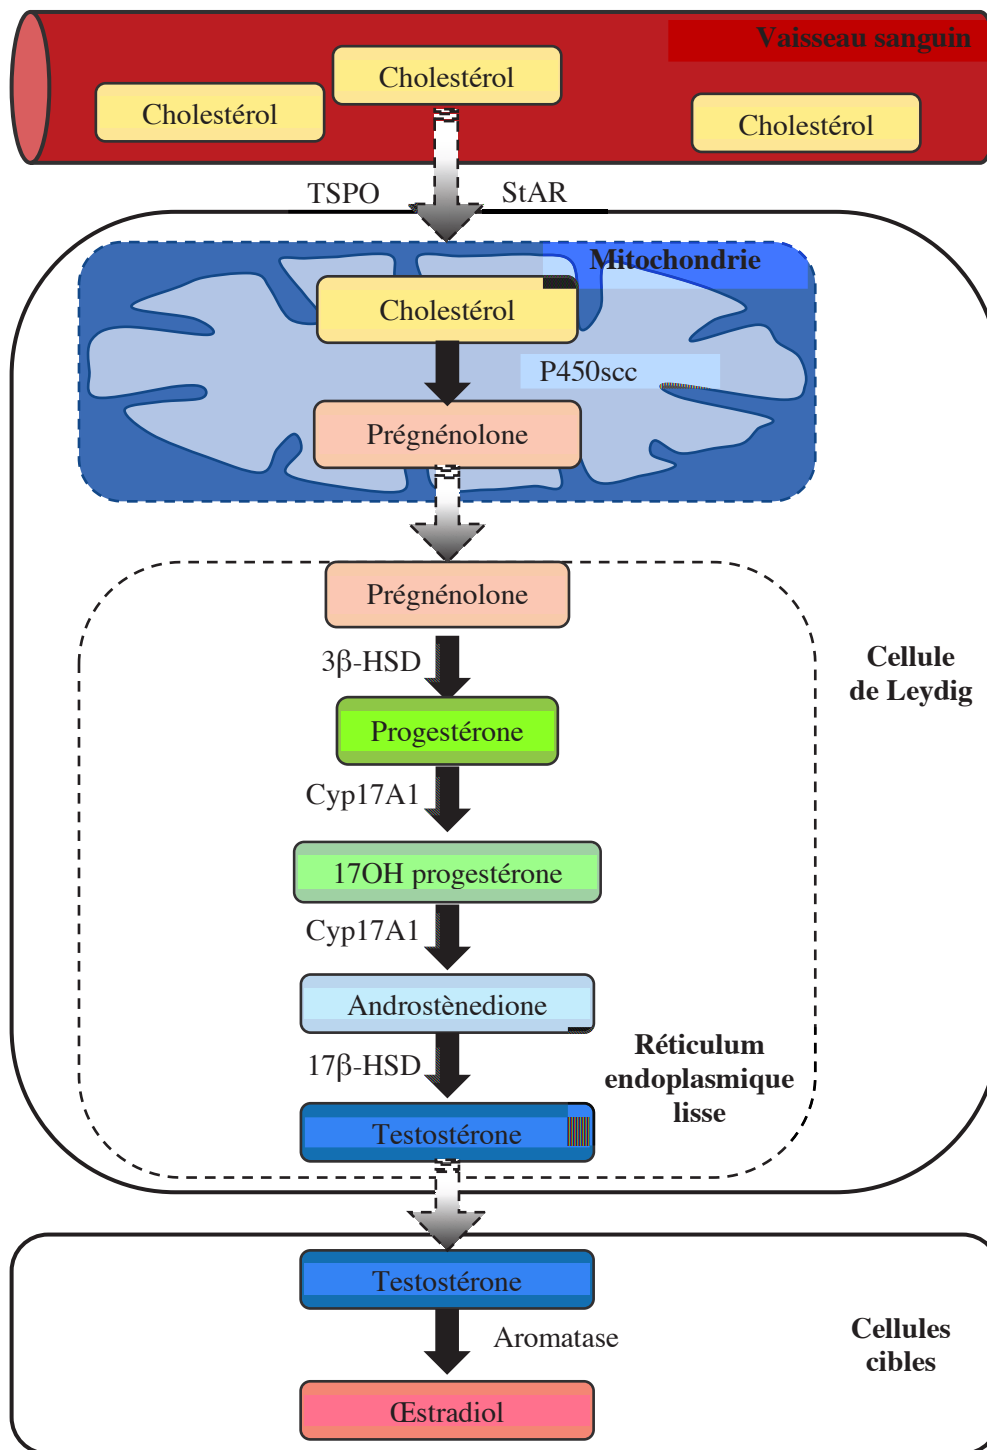 Vaisseau sanguin
Cholestérol
Cholestérol
Cholestérol
TSPO
StAR
Mitochondrie
Cholestérol
P450scc
Prégnénolone
Prégnénolone
3β-HSD
Cellule
de Leydig
Progestérone
Cyp17A1
17OH progestérone
Cyp17A1
Androstènedione
17β-HSD
Réticulum
endoplasmique
lisse
Testostérone
Testostérone
Aromatase
Cellules
cibles
Œstradiol